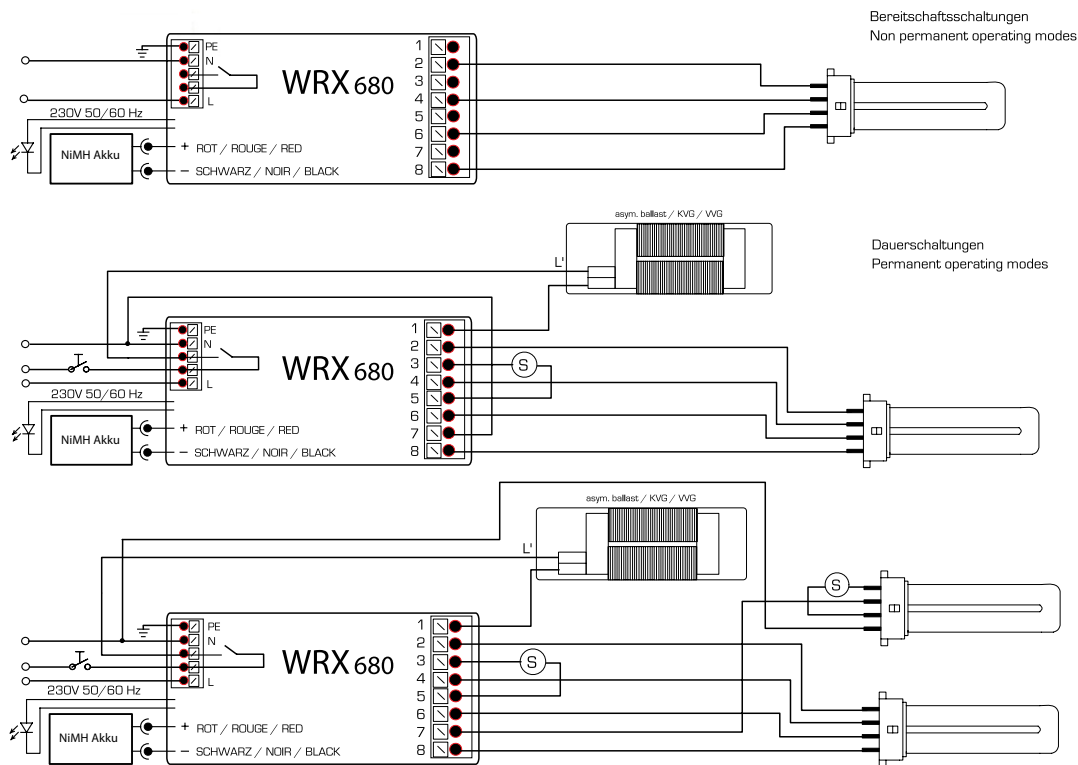 Bereitschaftsschaltungen
Non permanent operating modes
PE
N
L
WRX 680
1
2
3
4
5
6
7
8
230V 50/60 Hz
NiMH Akku
+ ROT / ROUGE / RED
– SCHWARZ / NOIR / BLACK
asym. ballast / KVG / VVG
L'
Dauerschaltungen
Permanent operating modes
PE
N
L
WRX 680
1
2
3
4
5
6
7
8
S
230V 50/60 Hz
NiMH Akku
+ ROT / ROUGE / RED
– SCHWARZ / NOIR / BLACK
asym. ballast / KVG / VVG
L'
S
PE
N
L
WRX 680
1
2
3
4
5
6
7
8
S
230V 50/60 Hz
NiMH Akku
+ ROT / ROUGE / RED
– SCHWARZ / NOIR / BLACK